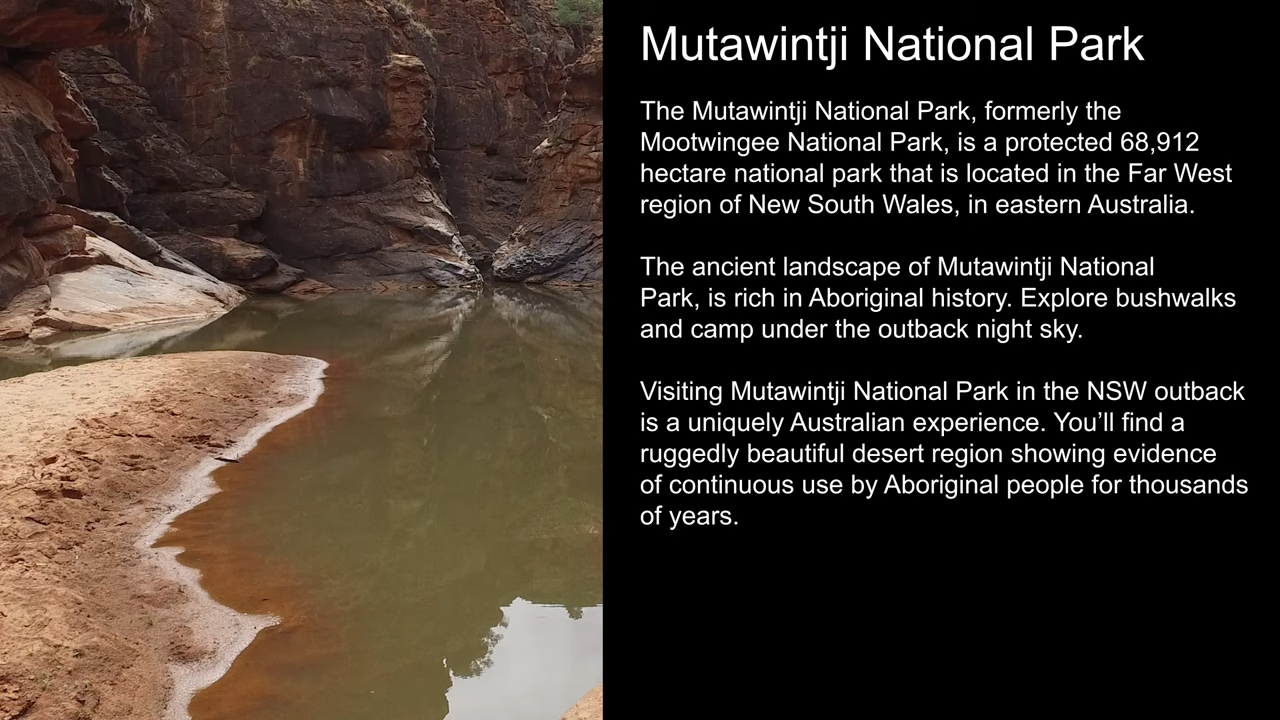 Mutawintji National Park
The Mutawintji National Park, formerly the
Mootwingee National Park, is a protected 68,912
hectare national park that is located in the Far West
region of New South Wales, in eastern Australia.
The ancient landscape of Mutawintji National
Park, is rich in Aboriginal history. Explore bushwalks
and camp under the outback night sky.
Visiting Mutawintji National Park in the NSW outback
is a uniquely Australian experience. You’ll find a
ruggedly beautiful desert region showing evidence
of continuous use by Aboriginal people for thousands
of years.